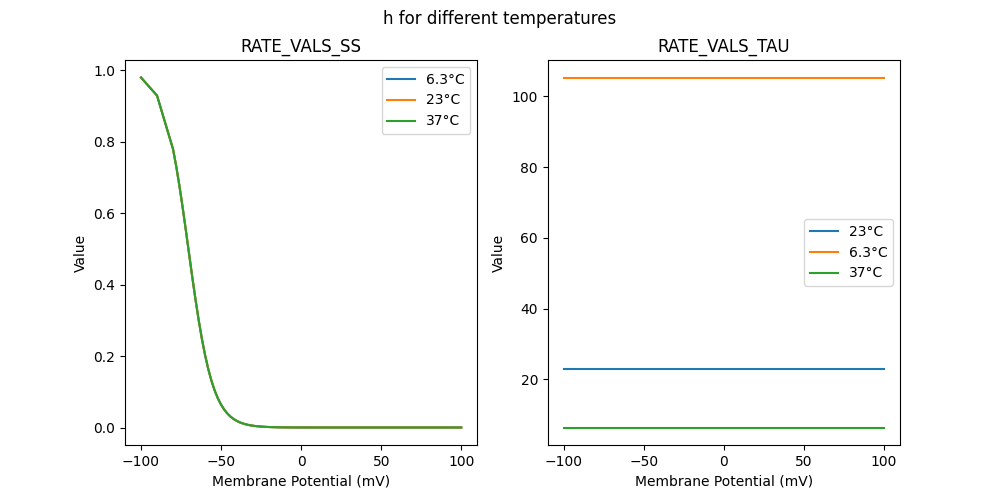 h for different temperatures
RATE_VALS_SS
1.0
0.8
0.6
0.4
0.2
0.0
Value
−100
−50
0
50
100
Membrane Potential (mV)
6.3°C
23°C
37°C
RATE_VALS_TAU
100
80
60
40
20
Value
−100
−50
0
50
100
Membrane Potential (mV)
23°C
6.3°C
37°C